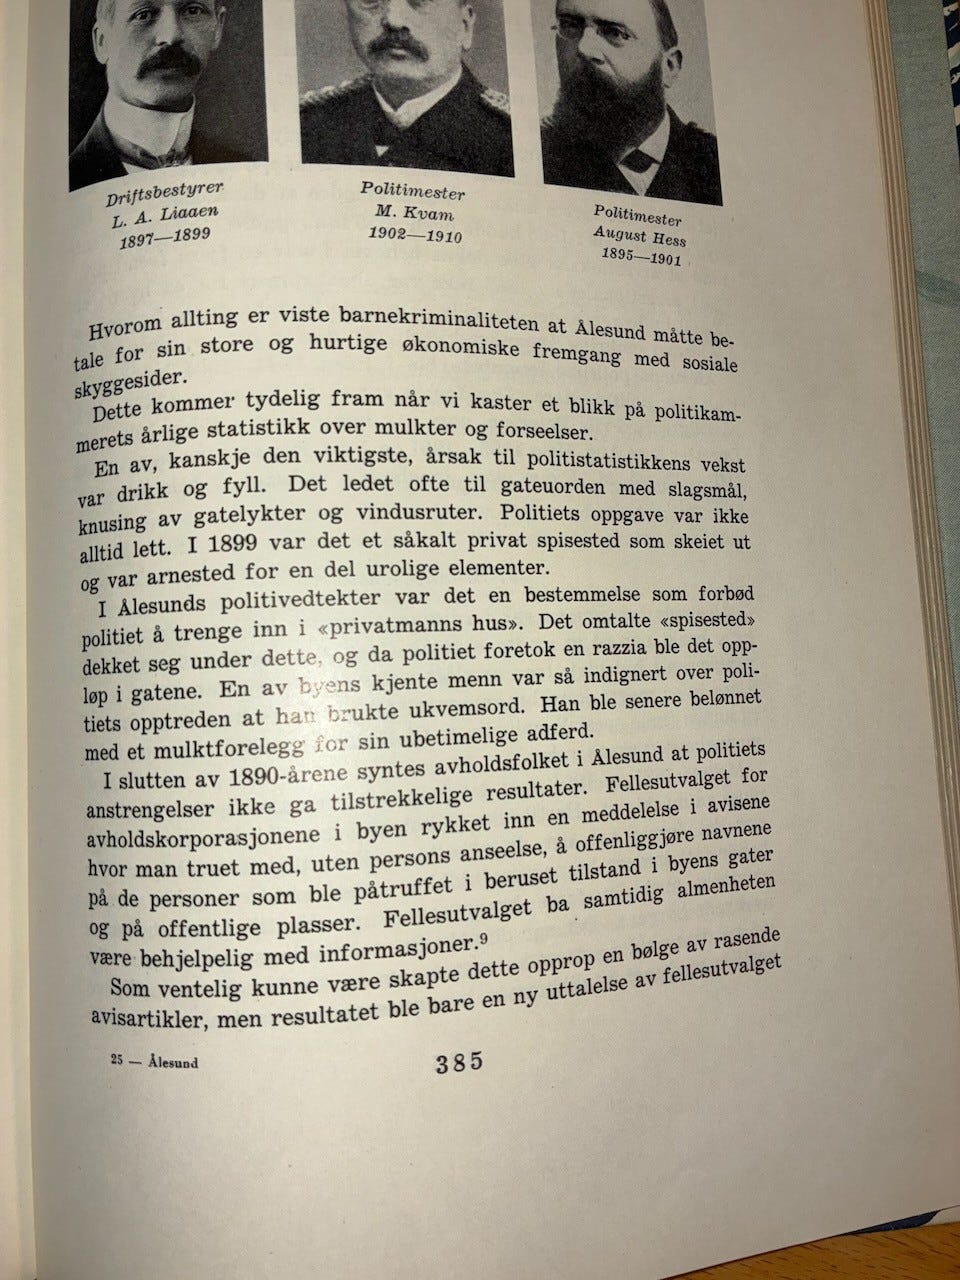 Driftsbestyrer
L. A. Liaaen
1897—1899
Politimester
M. Kvam
1902—1910
Politimester
August Hess
1895—1901
Hvorom allting er viste barnekriminaliteten at Ålesund måtte be-
tale for sin store og hurtige økonomiske fremgang med sosiale
skyggesider.
Dette kommer tydelig fram når vi kaster et blikk på politikam-
merets årlige statistikk over mulkter og forseelser.
En av, kanskje den viktigste, årsak til politistatistikkens vekst
var drikk og fyll. Det ledet ofte til gateuorden med slagsmål,
knusing av gatelykter og vindusruter. Politiets oppgave var ikke
alltid lett. I 1899 var det et såkalt privat spisested som skeiet ut
og var arnested for en del urolige elementer.
I Ålesunds politivedtekter var det en bestemmelse som forbød
politiet å trenge inn i «privatmanns hus». Det omtalte «spisested»
dekket seg under dette, og da politiet foretok en razzia ble det opp-
løp i gatene. En av byens kjente menn var så indignert over poli-
tiets opptreden at han brukte ukvemsord. Han ble senere belønnet
med et mulktforelegg for sin ubetimelige adferd.
I slutten av 1890-årene syntes avholdsfolket i Ålesund at politiets
anstrengelser ikke ga tilstrekkelige resultater. Fellesutvalget for
avholdskorporasjonene i byen rykket inn en meddelelse i avisene
hvor man truet med, uten persons anseelse, å offenliggjøre navnene
på de personer som ble påtruffet i beruset tilstand i byens gater
og på offentlige plasser. Fellesutvalget ba samtidig almenheten
være behjelpelig med informasjoner.⁹
Som ventelig kunne være skapte dette opprop en bølge av rasende
avisartikler, men resultatet ble bare en ny uttalelse av fellesutvalget
25 — Ålesund
385